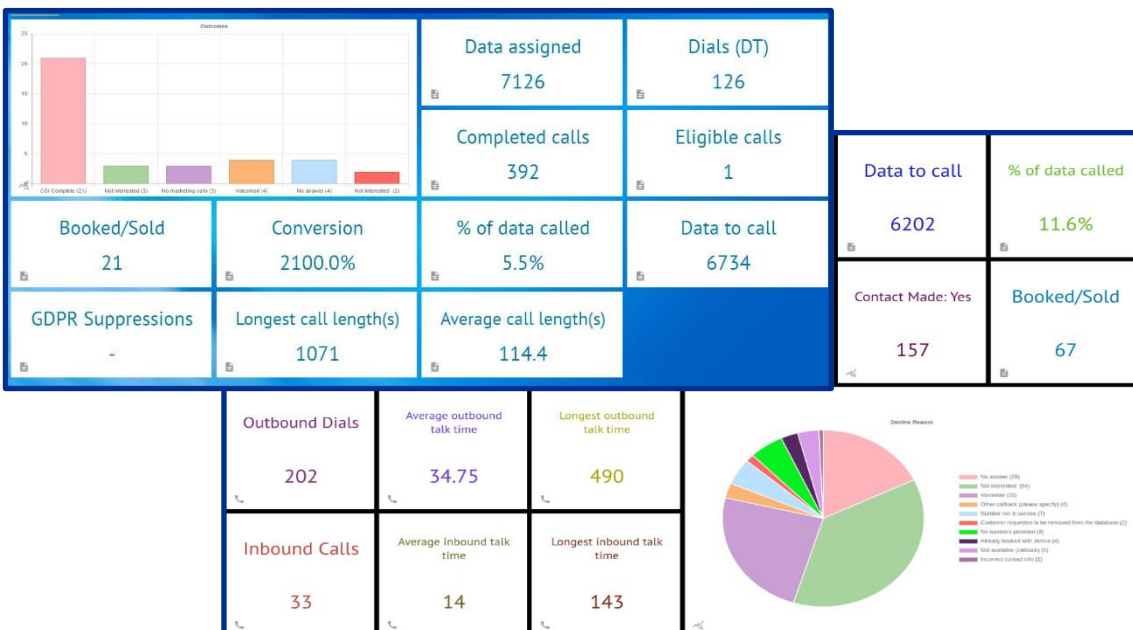 Outcomes
25
20
15
10
5
0
CSI Complete (21)
Not interested (3)
No marketing calls (3)
Voicemail (4)
No answer (4)
Not Interested (2)
Data assigned
7126
Dials (DT)
126
Completed calls
392
Eligible calls
1
Booked/Sold
21
Conversion
2100.0%
% of data called
5.5%
Data to call
6734
GDPR Suppressions
-
Longest call length(s)
1071
Average call length(s)
114.4
Data to call
6202
% of data called
11.6%
Contact Made: Yes
157
Booked/Sold
67
Outbound Dials
202
Average outbound
talk time
34.75
Longest outbound
talk time
490
Inbound Calls
33
Average inbound talk
time
14
Longest inbound talk
time
143
Decline Reason
No answer
Not interested (54)
Voicemail (35)
Other callback (please specify) (4)
Number not in service (7)
Customer requested to be removed from the database (2)
No numbers provided (9)
Already booked with
Not available (callback) (5)
Incorrect contact info (1)